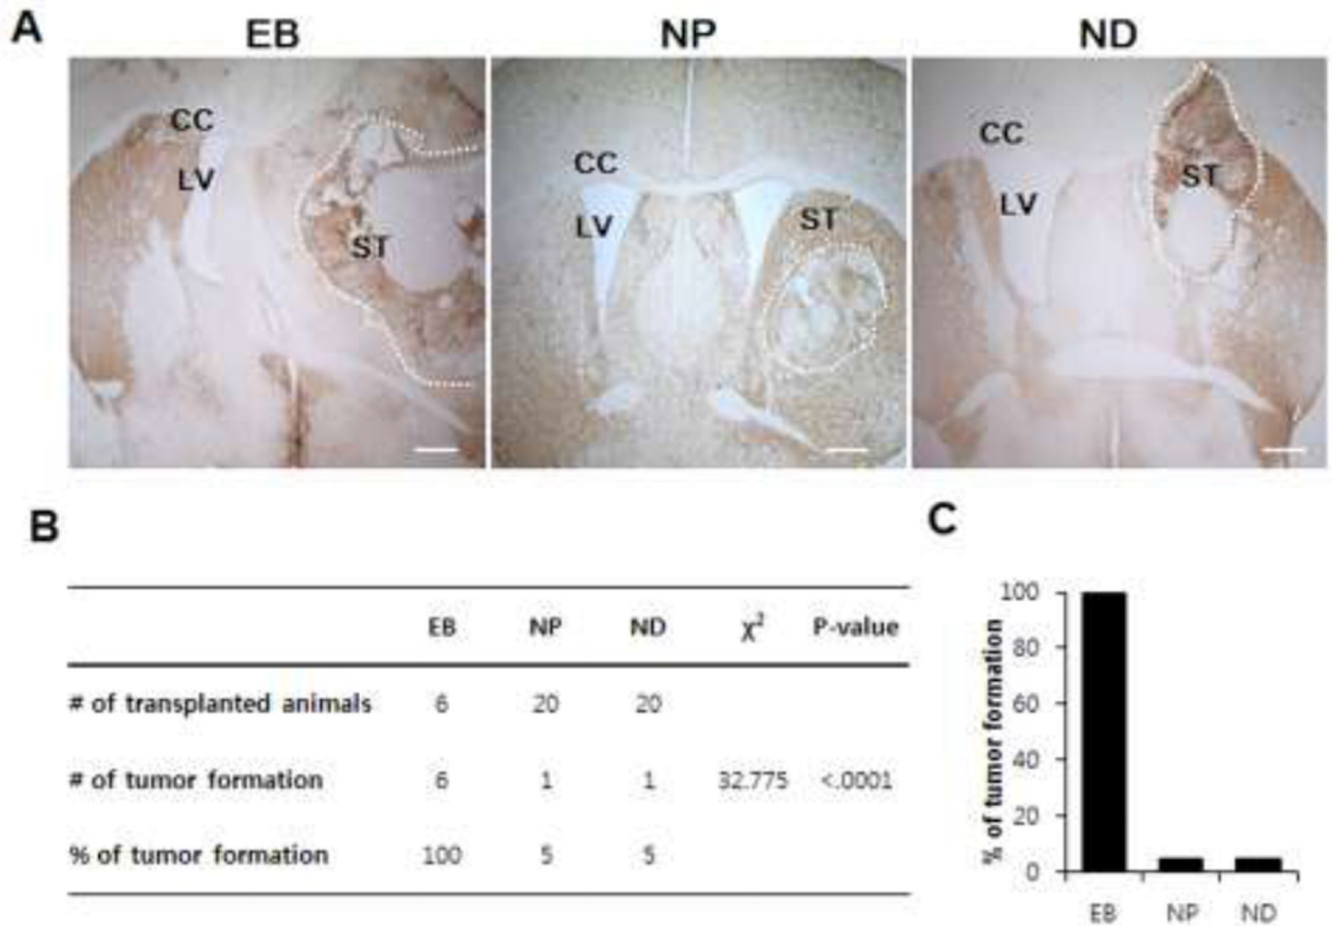 A
EB NP ND
CC
LV
ST
CC
LV
ST
CC
LV
ST
B
EB NP ND χ² P-value
# of transplanted animals 6 20 20
# of tumor formation 6 1 1 32.775 <.0001
% of tumor formation 100 5 5
C
% of tumor formation
100
80
60
40
20
0
EB NP ND